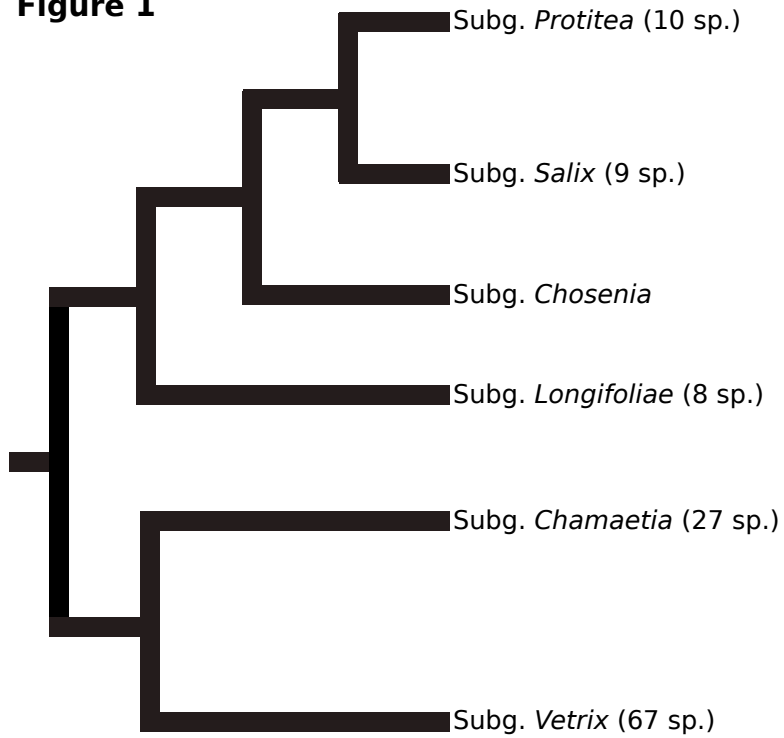 Figure 1
Subg. Protitea (10 sp.)
Subg. Salix (9 sp.)
Subg. Chosenia
Subg. Longifoliae (8 sp.)
Subg. Chamaetia (27 sp.)
Subg. Vetrix (67 sp.)